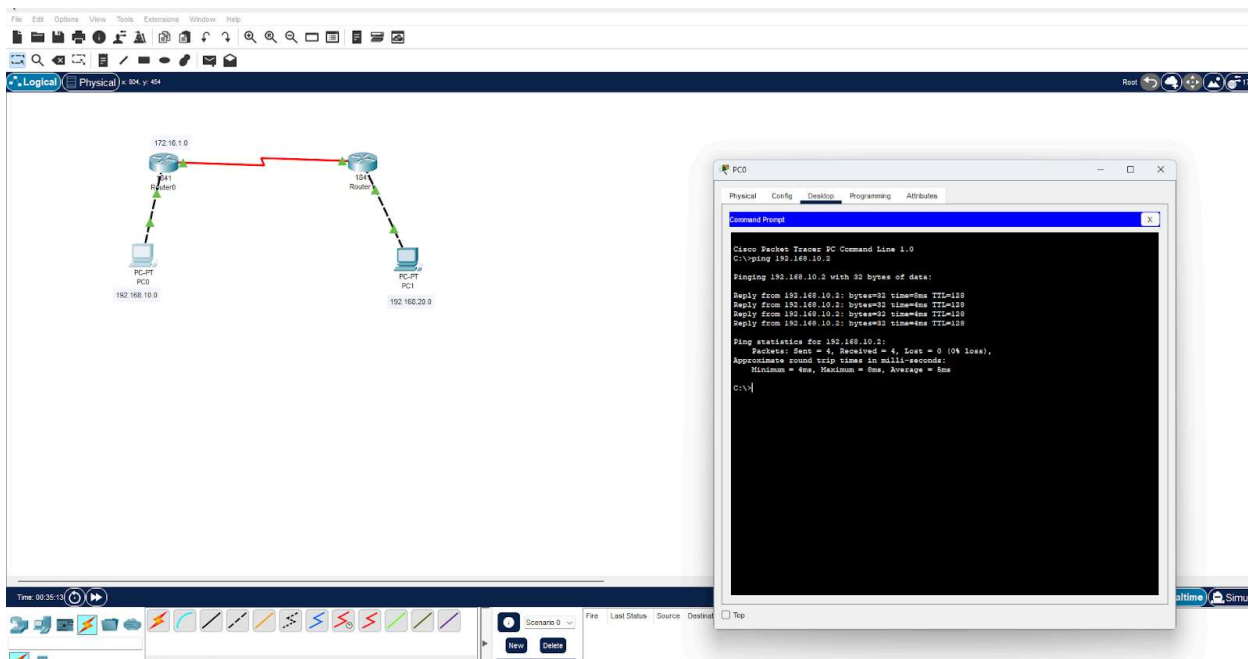 File Edit Options View Tools Extensions Window Help
Logical Physical x: 804, y: 454 Root
172.16.1.0
1841
Router0
1841
Router
PC-PT
PC0
192.168.10.0
PC-PT
PC1
192.168.20.0
PC0
Physical Config Desktop Programming Attributes
Command Prompt X
Cisco Packet Tracer PC Command Line 1.0
C:\>ping 192.168.10.2
Pinging 192.168.10.2 with 32 bytes of data:
Reply from 192.168.10.2: bytes=32 time=8ms TTL=128
Reply from 192.168.10.2: bytes=32 time=4ms TTL=128
Reply from 192.168.10.2: bytes=32 time=4ms TTL=128
Reply from 192.168.10.2: bytes=32 time=4ms TTL=128
Ping statistics for 192.168.10.2:
Packets: Sent = 4, Received = 4, Lost = 0 (0% loss),
Approximate round trip times in milli-seconds:
Minimum = 4ms, Maximum = 8ms, Average = 5ms
C:\>
Top
Time: 00:35:13 altime Simu
Scenario 0
New Delete
Fire Last Status Source Destinat